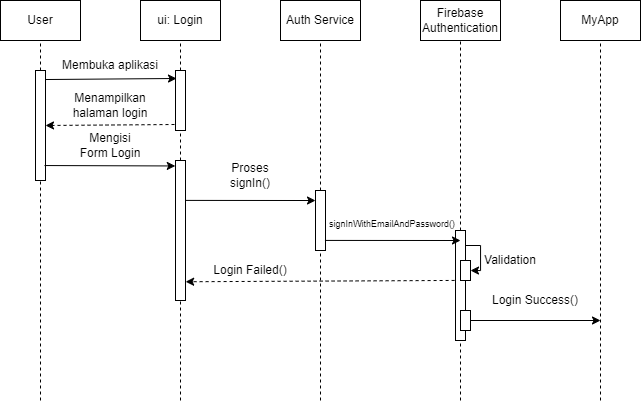 User
ui: Login
Auth Service
Firebase
Authentication
MyApp
Membuka aplikasi
Menampilkan
halaman login
Mengisi
Form Login
Proses
signIn()
signInWithEmailAndPassword()
Validation
Login Failed()
Login Success()